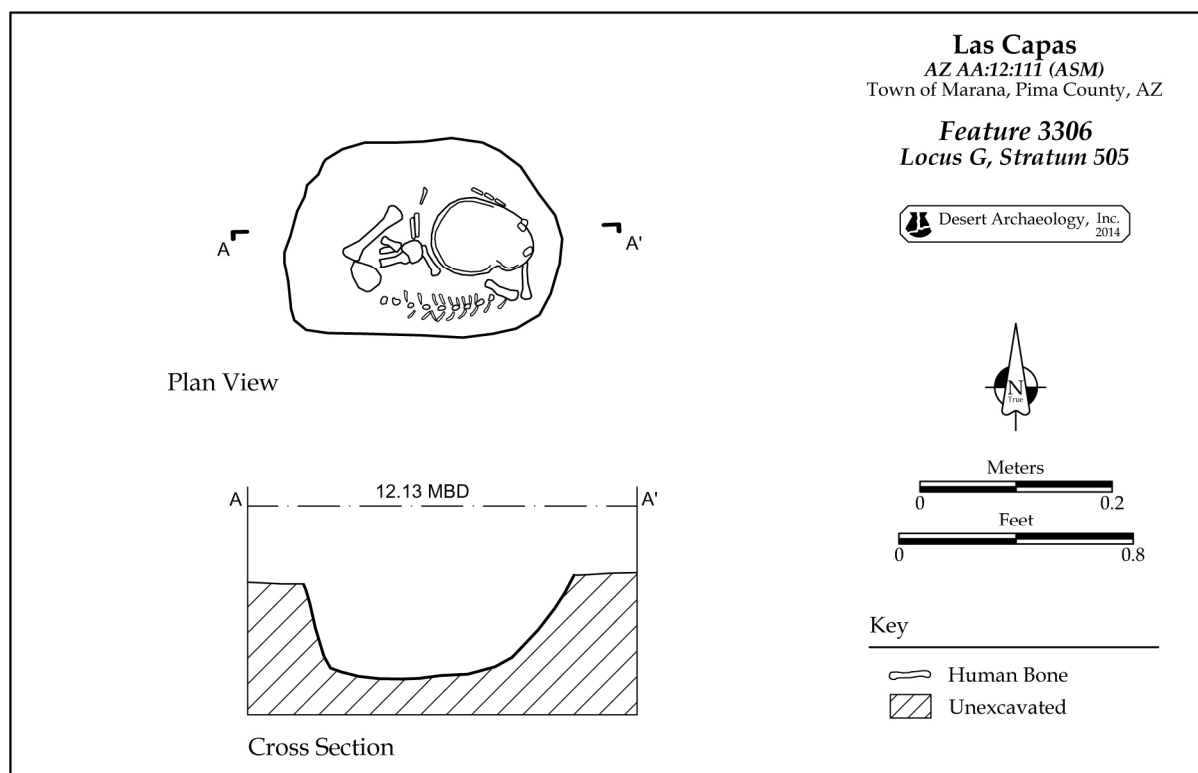 Las Capas
AZ AA:12:111 (ASM)
Town of Marana, Pima County, AZ
Feature 3306
Locus G, Stratum 505
Desert Archaeology, Inc.
2014
A A'
Plan View
N
True
A 12.13 MBD A'
Cross Section
Meters
0 0.2
Feet
0 0.8
Key
Human Bone
Unexcavated